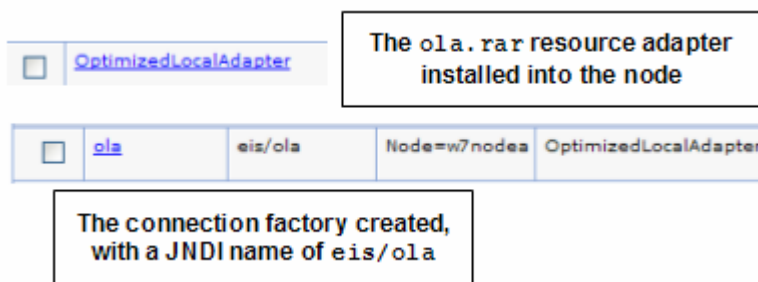 The ola.rar resource adapter
installed into the node
OptimizedLocalAdapter
ola eis/ola Node=w7nodea OptimizedLocalAdapter
The connection factory created,
with a JNDI name of eis/ola